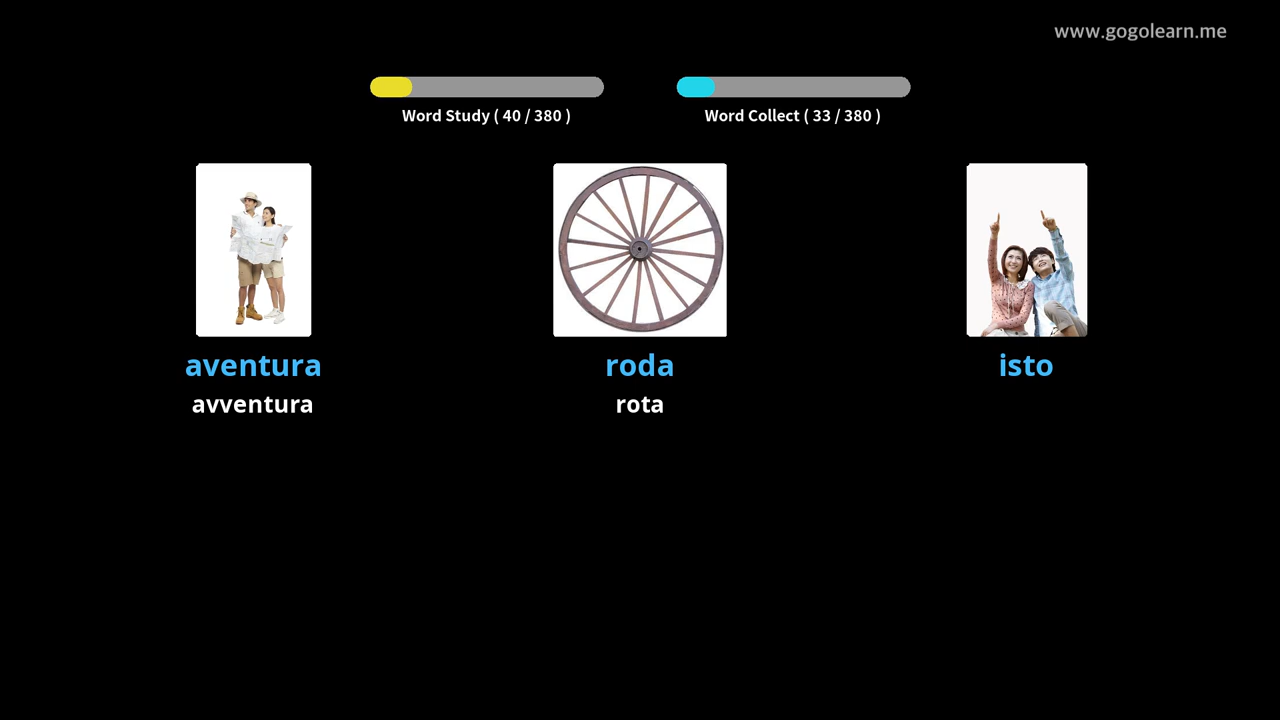 www.gogolearn.me
Word Study ( 40 / 380 )
Word Collect ( 33 / 380 )
aventura
avventura
roda
rota
isto